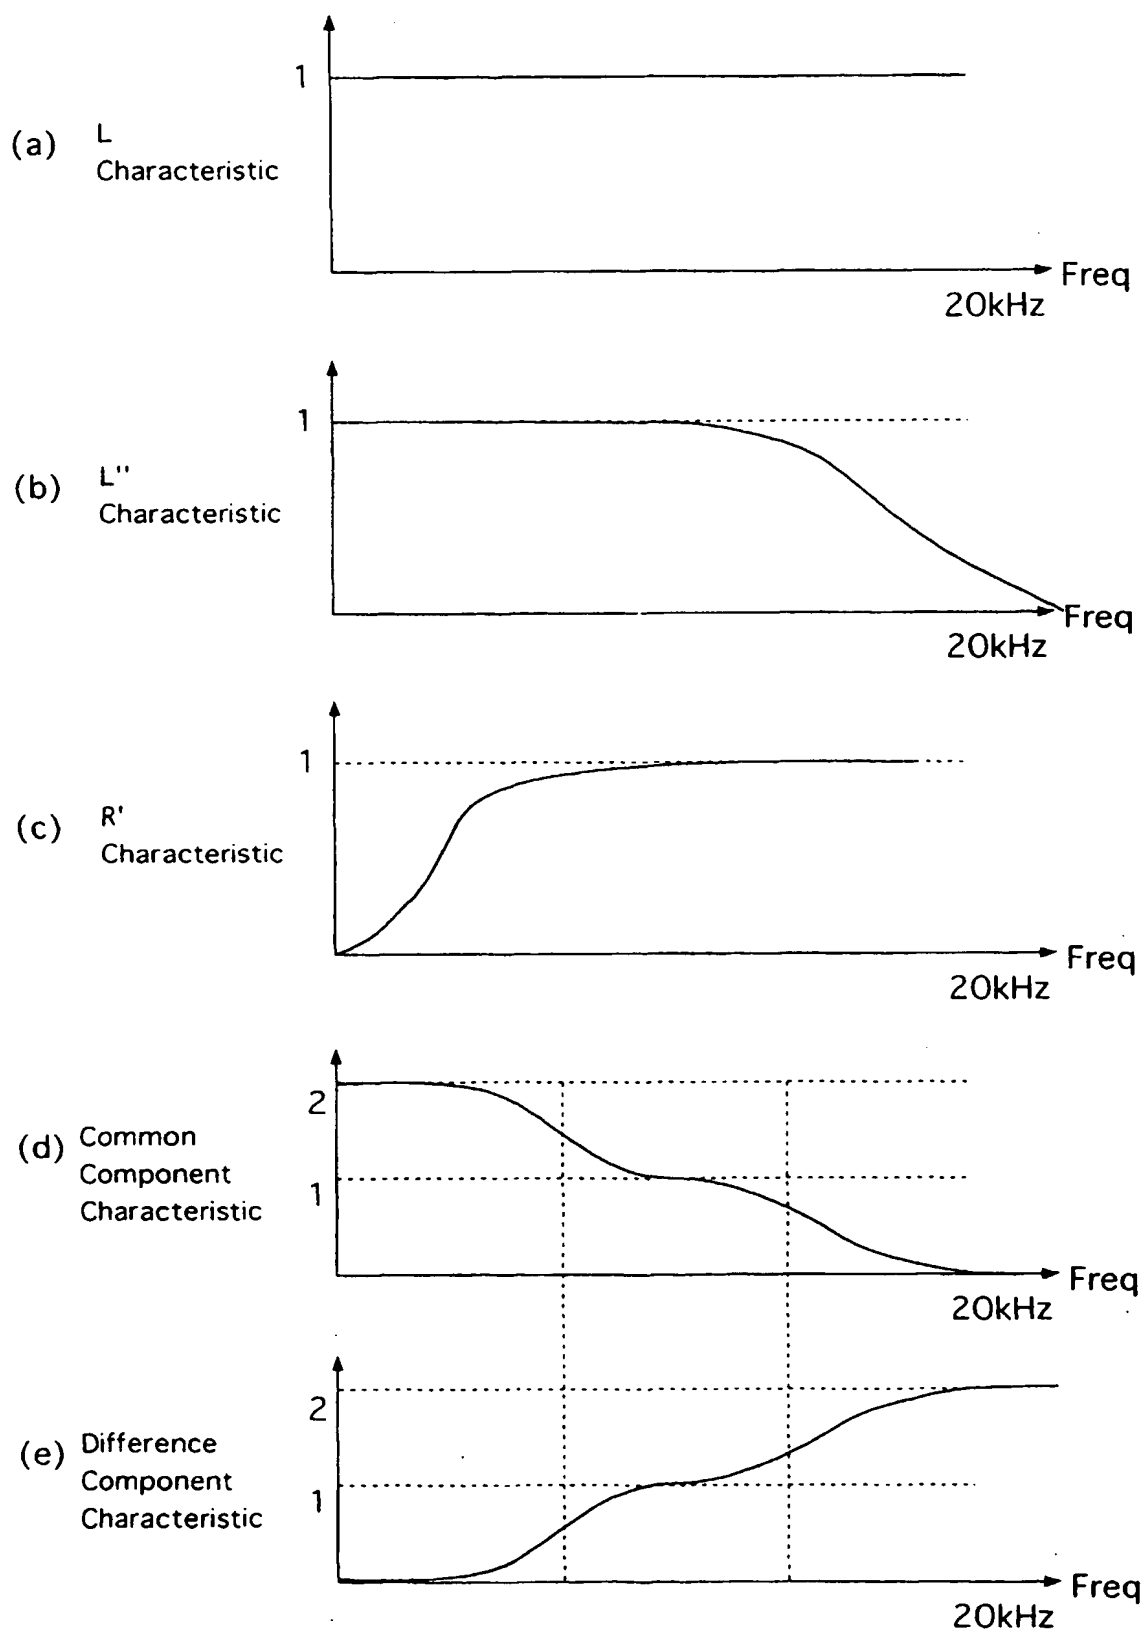 1
(a) L
Characteristic
Freq
20kHz
1
(b) L''
Characteristic
Freq
20kHz
1
(c) R'
Characteristic
Freq
20kHz
2
(d) Common
Component
1
Characteristic
Freq
20kHz
2
(e) Difference
Component
1
Characteristic
Freq
20kHz